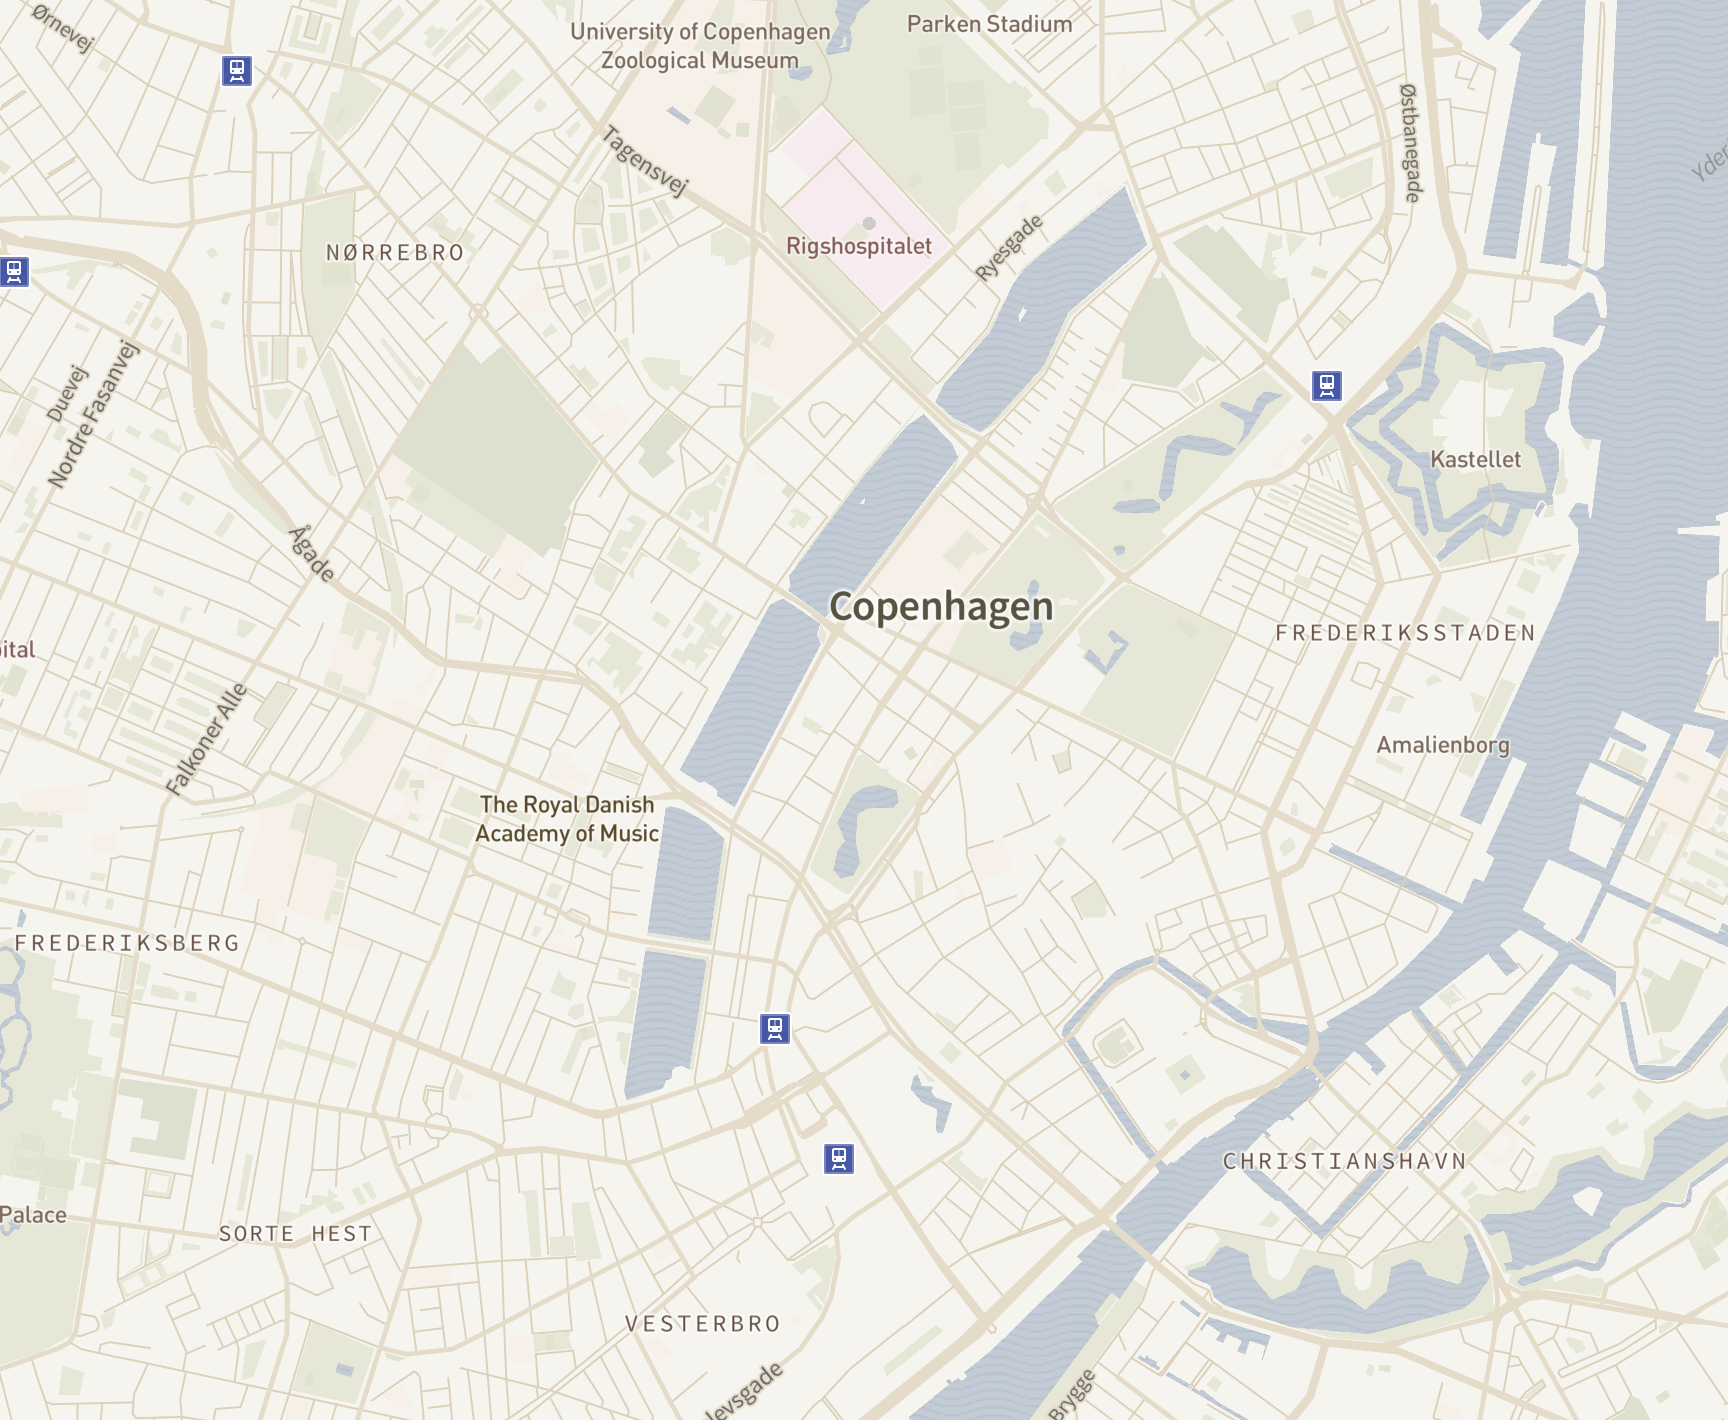 Ørnevej
University of Copenhagen
Zoological Museum
Parken Stadium
Østbanegade
Tagensvej
Rigshospitalet
Ryesgade
NØRREBRO
Duevej
Nordre Fasanvej
Kastellet
Ågade
Copenhagen
FREDERIKSSTADEN
Falkoner Alle
Amalienborg
The Royal Danish
Academy of Music
FREDERIKSBERG
CHRISTIANSHAVN
Palace
SORTE HEST
VESTERBRO
Brygge